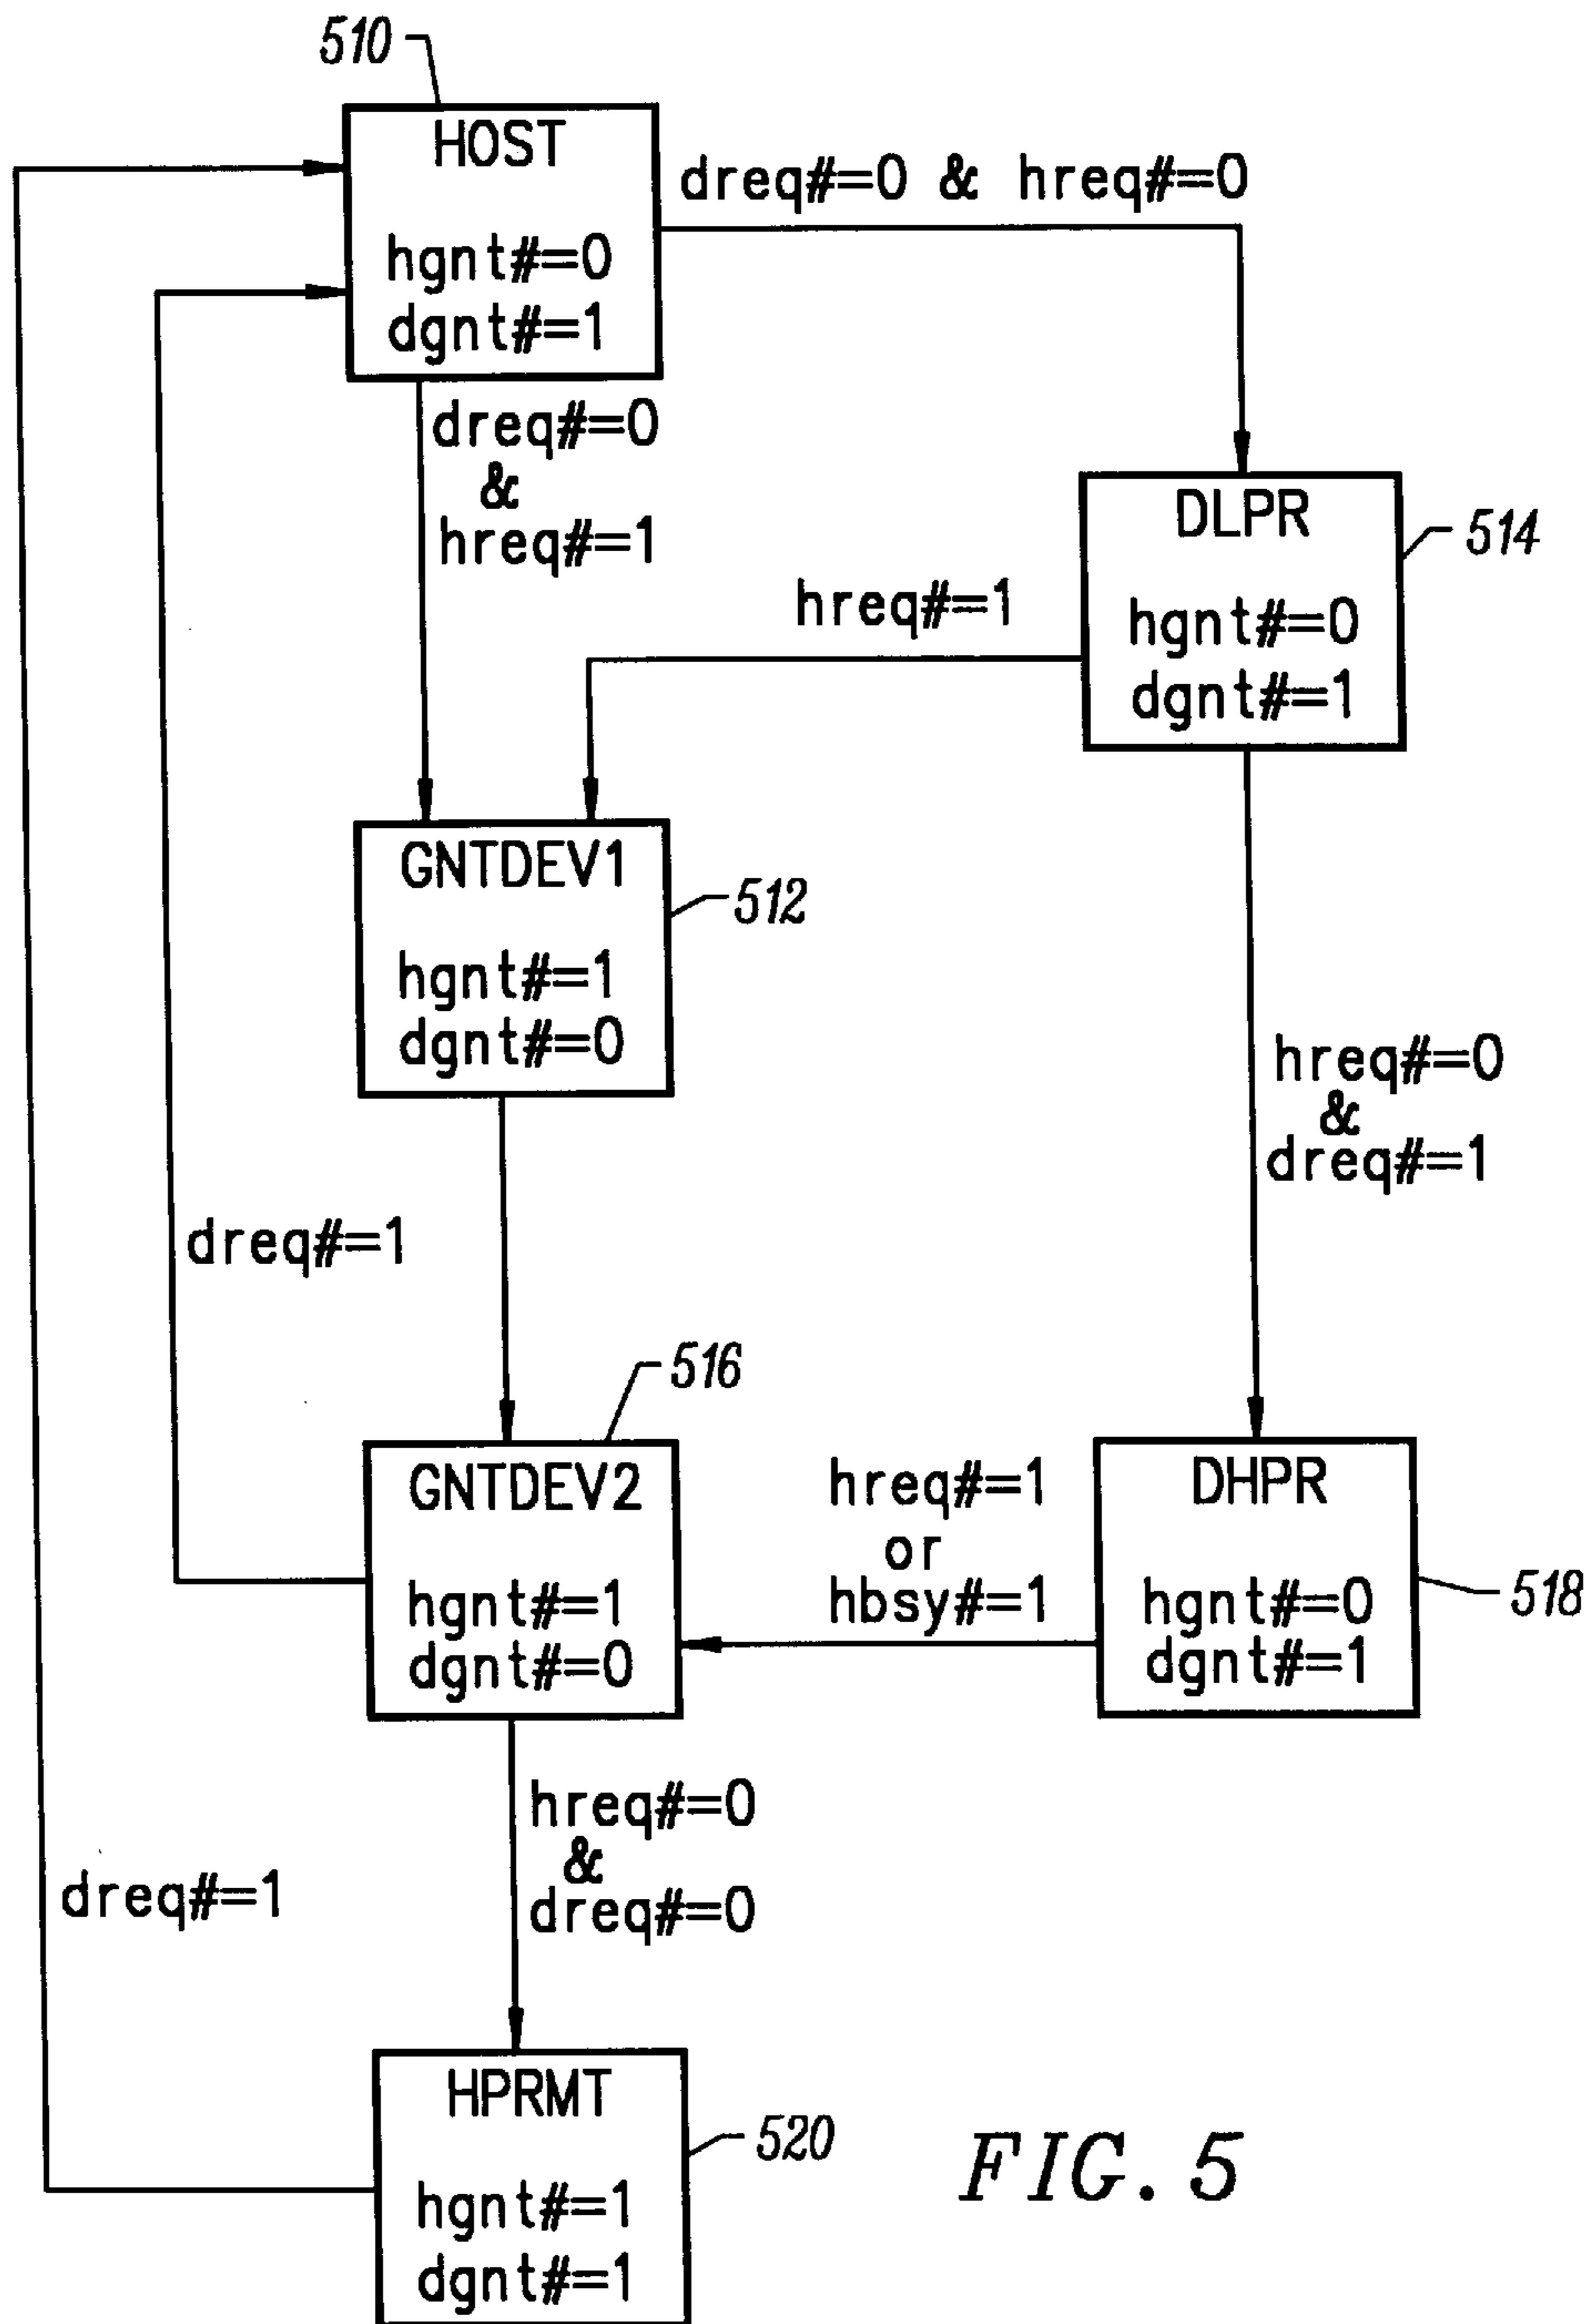 510
HOST
hgnt#=0
dgnt#=1
dreq#=0 & hreq#=0
dreq#=0
&
hreq#=1
DLPR
hgnt#=0
dgnt#=1
514
hreq#=1
GNTDEV1
hgnt#=1
dgnt#=0
512
hreq#=0
&
dreq#=1
dreq#=1
516
GNTDEV2
hgnt#=1
dgnt#=0
hreq#=1
or
hbsy#=1
DHPR
hgnt#=0
dgnt#=1
518
hreq#=0
&
dreq#=0
dreq#=1
HPRMT
hgnt#=1
dgnt#=1
520
FIG. 5